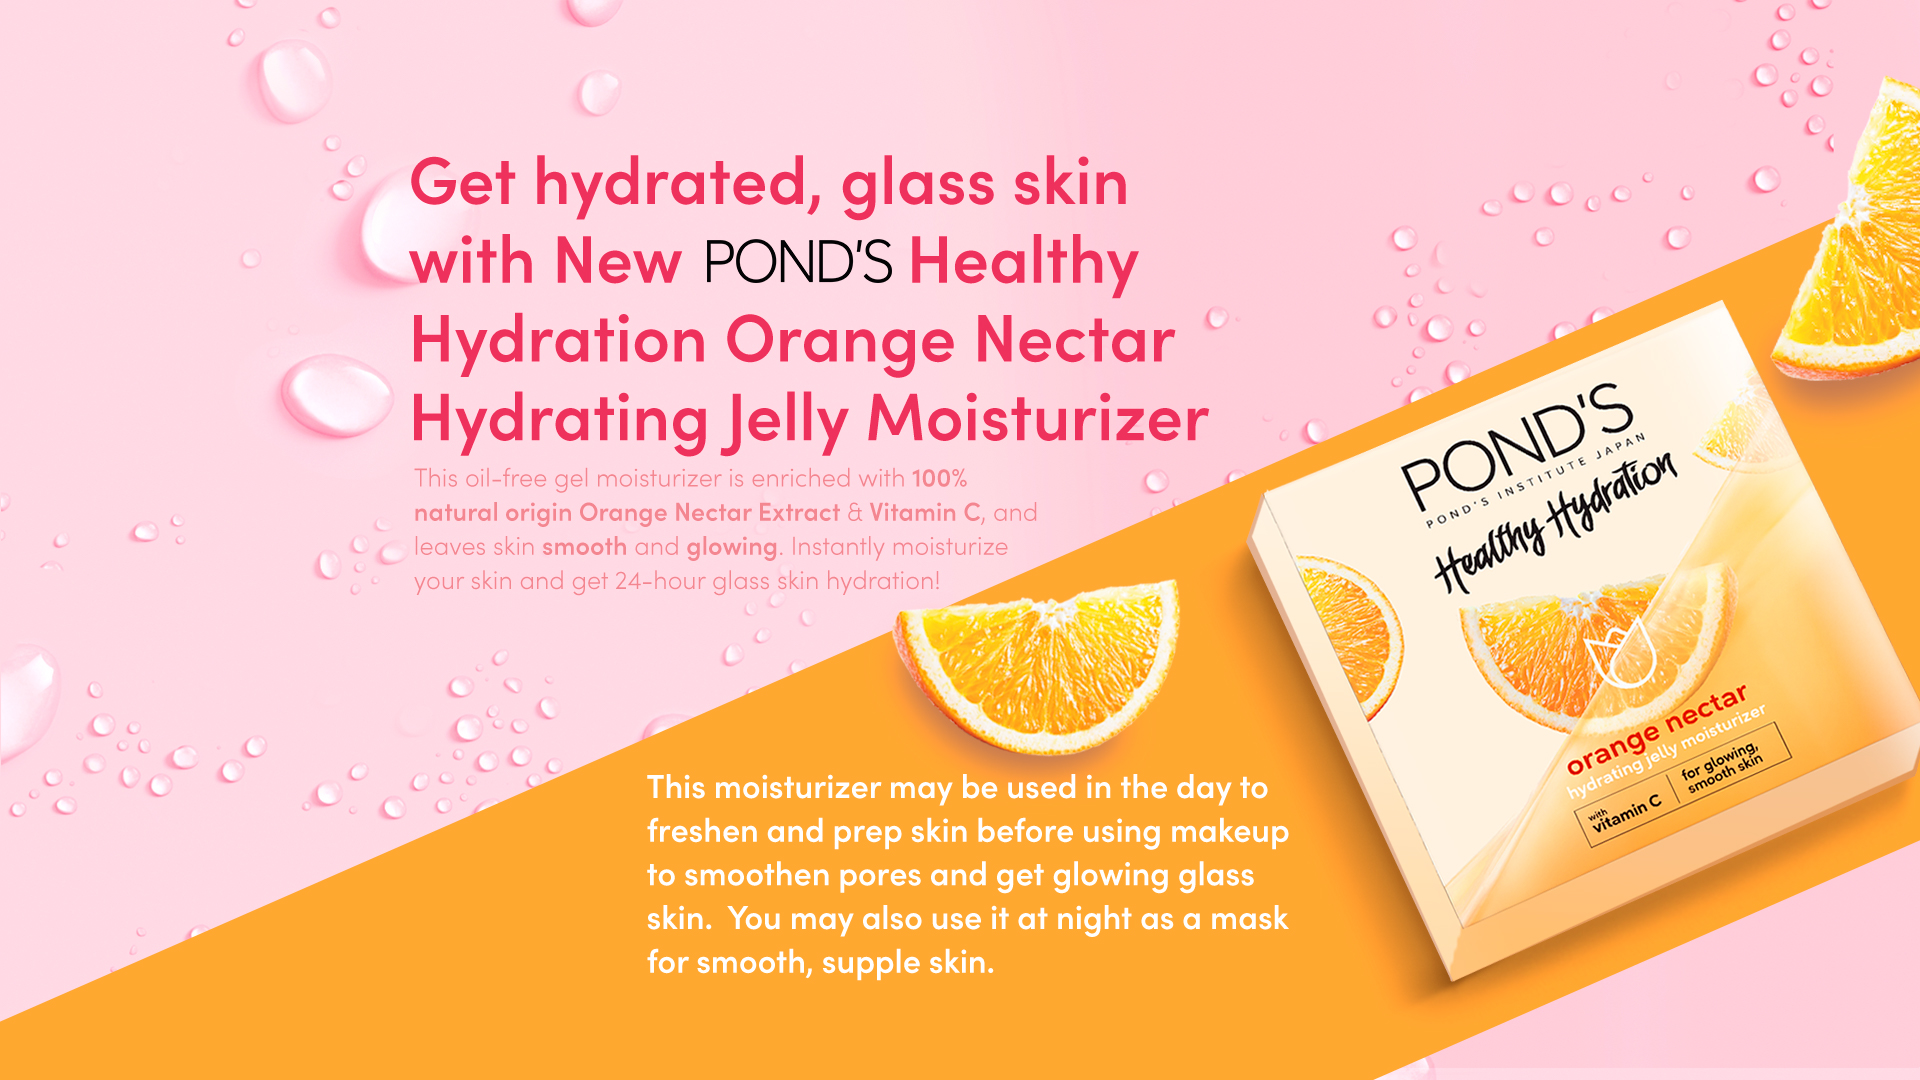 Get hydrated, glass skin
with New POND'S Healthy
Hydration Orange Nectar
Hydrating Jelly Moisturizer
This oil-free gel moisturizer is enriched with 100%
natural origin Orange Nectar Extract & Vitamin C, and
leaves skin smooth and glowing. Instantly moisturize
your skin and get 24-hour glass skin hydration!
POND'S
POND'S INSTITUTE JAPAN
Healthy Hydration
orange nectar
hydrating jelly moisturizer
with
vitamin C
for glowing,
smooth skin
This moisturizer may be used in the day to
freshen and prep skin before using makeup
to smoothen pores and get glowing glass
skin.  You may also use it at night as a mask
for smooth, supple skin.